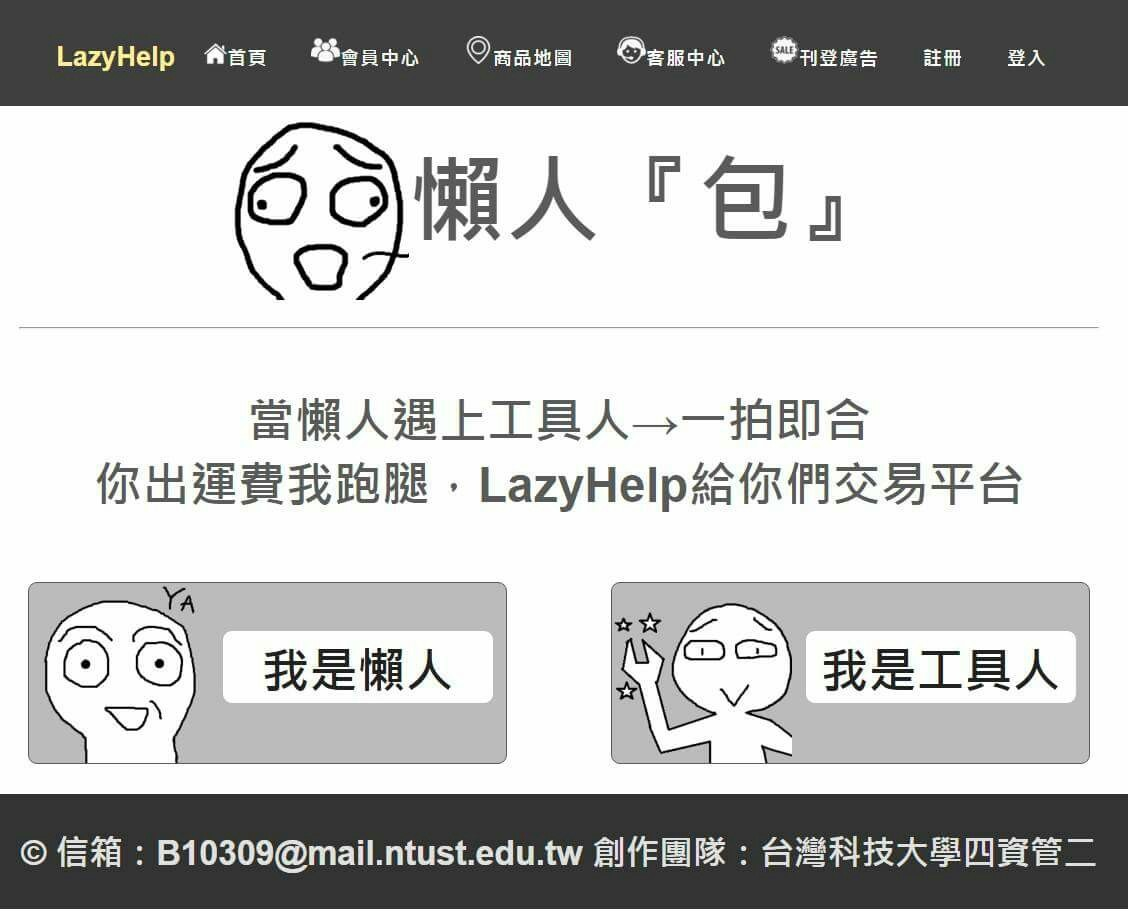 LazyHelp 首頁 會員中心 商品地圖 客服中心 SALE 刊登廣告 註冊 登入
懶人『包』
當懶人遇上工具人→一拍即合
你出運費我跑腿，LazyHelp給你們交易平台
YA
我是懶人
我是工具人
© 信箱：B10309@mail.ntust.edu.tw 創作團隊：台灣科技大學四資管二